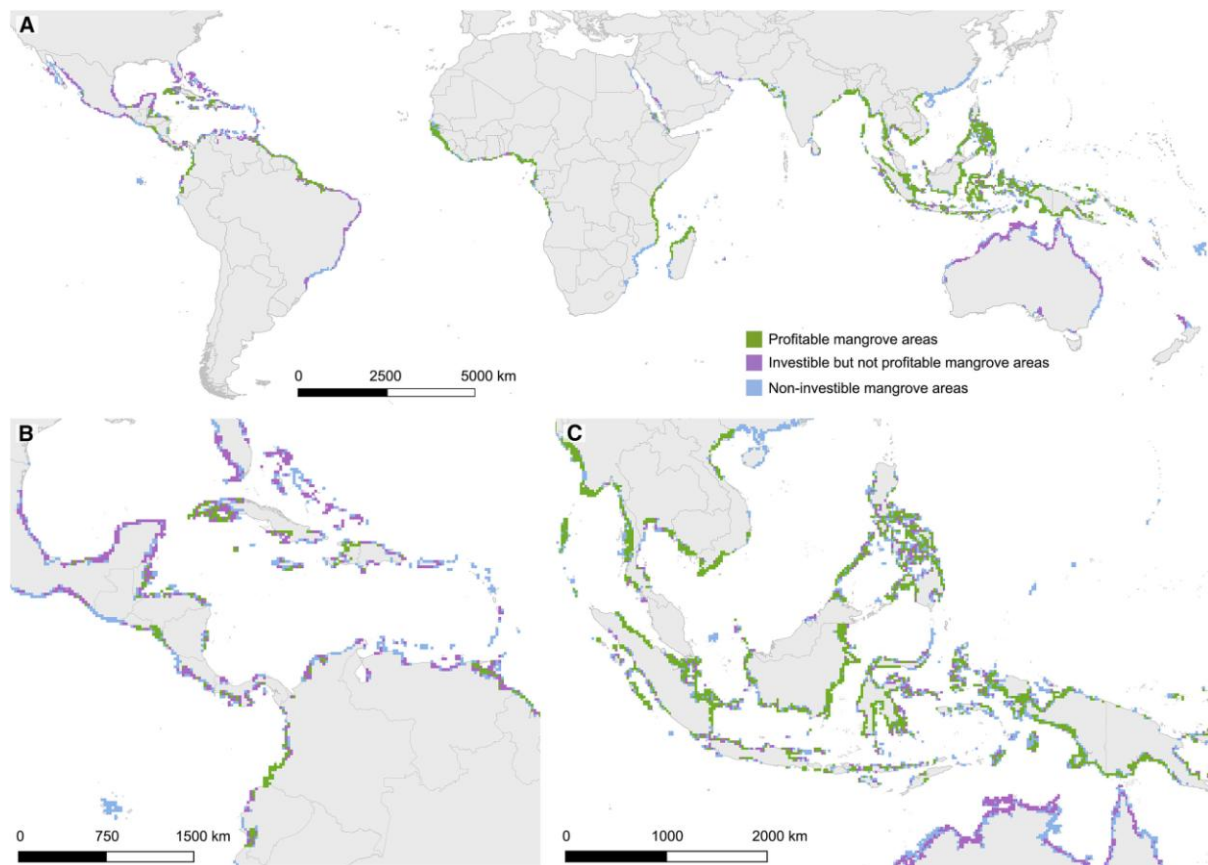 A
Profitable mangrove areas
Investible but not profitable mangrove areas
Non-investible mangrove areas
0 2500 5000 km
B
0 750 1500 km
C
0 1000 2000 km